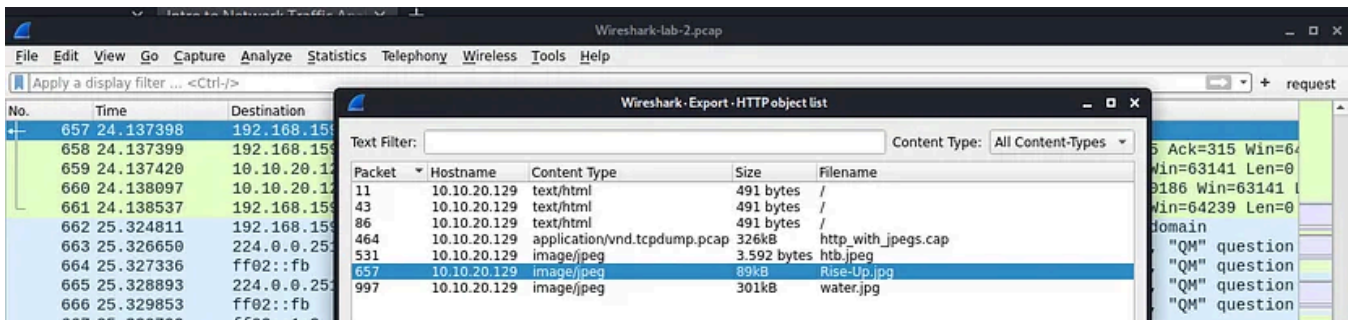 Wireshark-lab-2.pcap
File Edit View Go Capture Analyze Statistics Telephony Wireless Tools Help
Apply a display filter ... <Ctrl-/> + request
No. Time Destination
Wireshark · Export · HTTP object list
657 24.137398 192.168.159
658 24.137399 192.168.159 5 Ack=315 Win=64
659 24.137420 10.10.20.12 Win=63141 Len=0
660 24.138097 10.10.20.12 0186 Win=63141 L
661 24.138537 192.168.159 Win=64239 Len=0
662 25.324811 192.168.159 domain
663 25.326650 224.0.0.251 , "QM" question
664 25.327336 ff02::fb , "QM" question
665 25.328893 224.0.0.251 , "QM" question
666 25.329853 ff02::fb , "QM" question
Text Filter: Content Type: All Content-Types
Packet Hostname Content Type Size Filename
11 10.10.20.129 text/html 491 bytes /
43 10.10.20.129 text/html 491 bytes /
86 10.10.20.129 text/html 491 bytes /
464 10.10.20.129 application/vnd.tcpdump.pcap 326kB http_with_jpegs.cap
531 10.10.20.129 image/jpeg 3.592 bytes htb.jpeg
657 10.10.20.129 image/jpeg 89kB Rise-Up.jpg
997 10.10.20.129 image/jpeg 301kB water.jpg